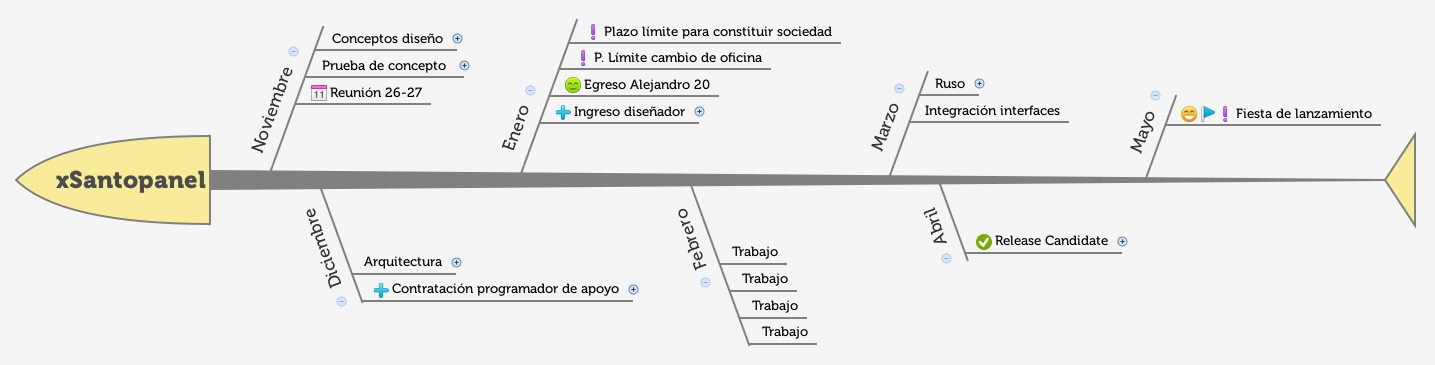 xSantopanel
Noviembre
Conceptos diseño
Prueba de concepto
11 Reunión 26-27
Diciembre
Arquitectura
Contratación programador de apoyo
Enero
Plazo límite para constituir sociedad
P. Límite cambio de oficina
Egreso Alejandro 20
Ingreso diseñador
Febrero
Trabajo
Trabajo
Trabajo
Trabajo
Marzo
Ruso
Integración interfaces
Abril
Release Candidate
Mayo
Fiesta de lanzamiento